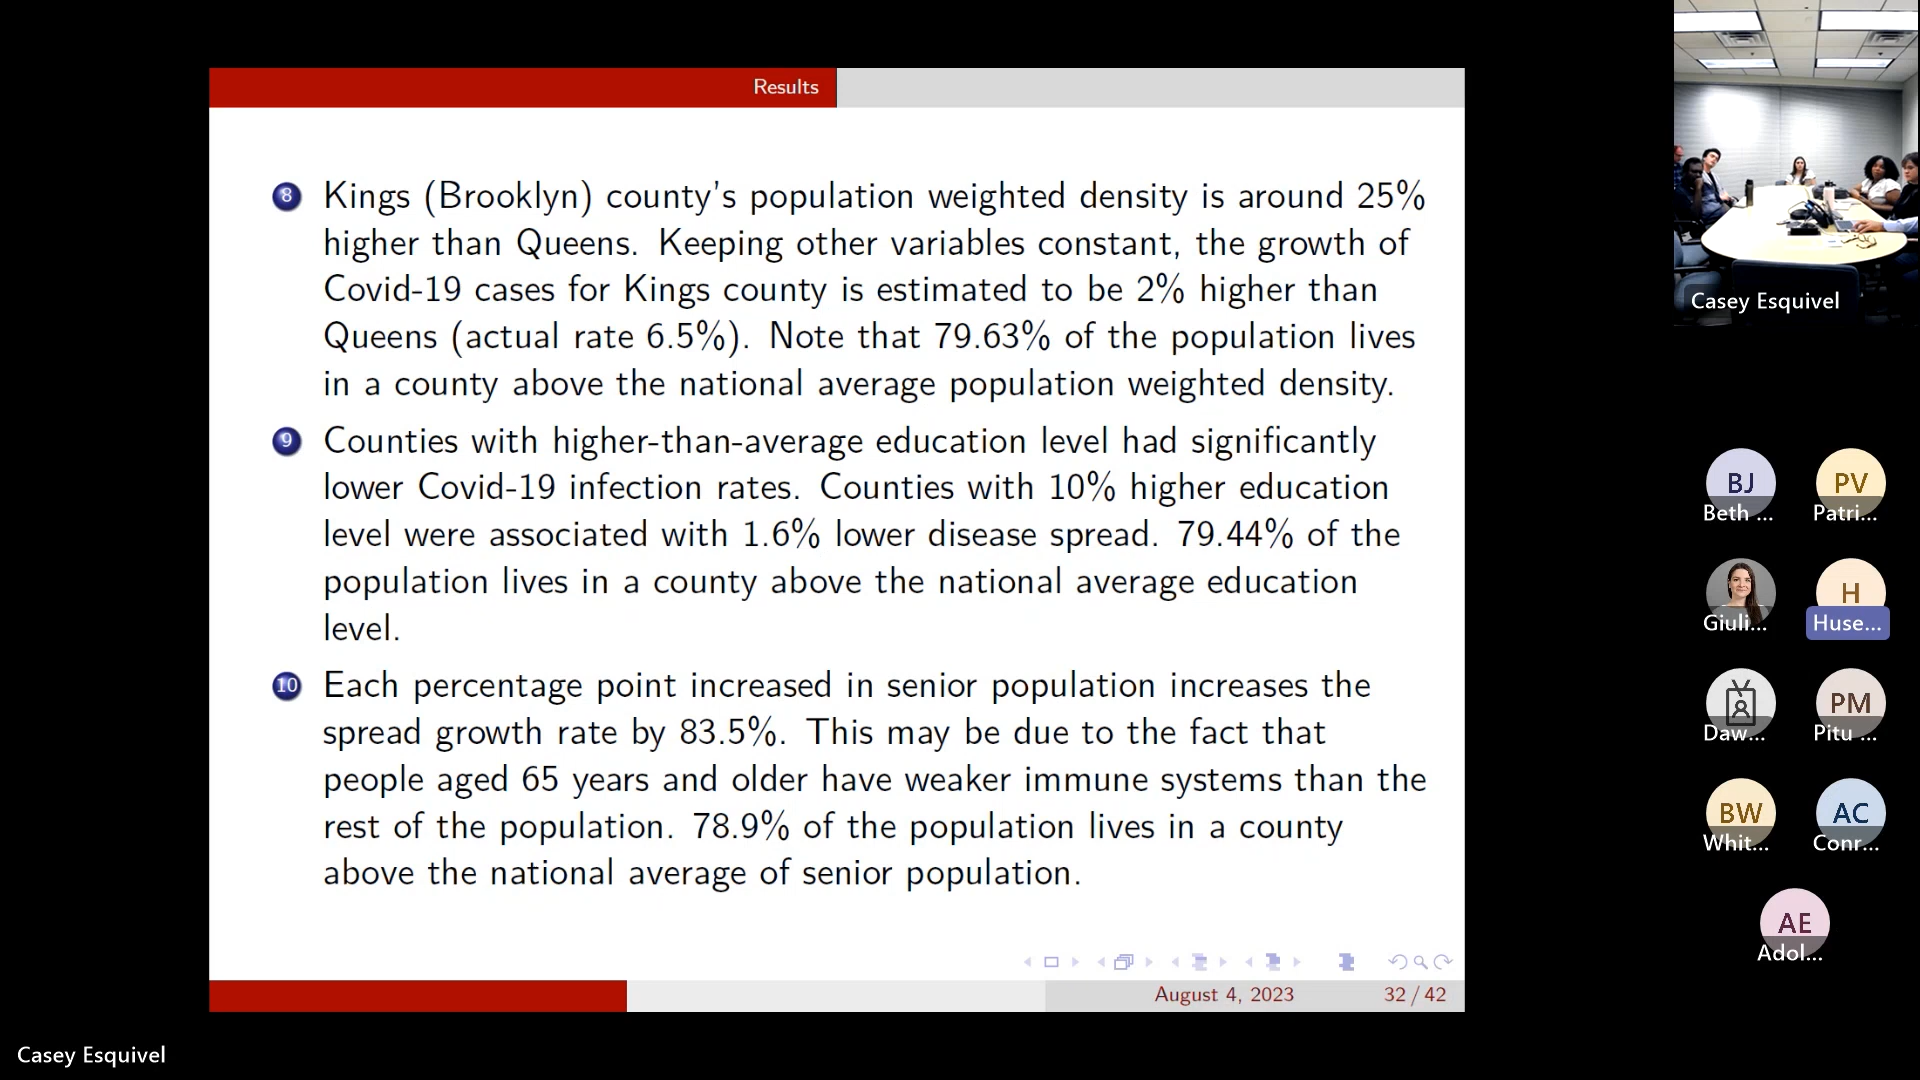 Results
8 Kings (Brooklyn) county's population weighted density is around 25%
higher than Queens. Keeping other variables constant, the growth of
Covid-19 cases for Kings county is estimated to be 2% higher than
Queens (actual rate 6.5%). Note that 79.63% of the population lives
in a county above the national average population weighted density.
9 Counties with higher-than-average education level had significantly
lower Covid-19 infection rates. Counties with 10% higher education
level were associated with 1.6% lower disease spread. 79.44% of the
population lives in a county above the national average education
level.
10 Each percentage point increased in senior population increases the
spread growth rate by 83.5%. This may be due to the fact that
people aged 65 years and older have weaker immune systems than the
rest of the population. 78.9% of the population lives in a county
above the national average of senior population.
August 4, 2023 32 / 42
Casey Esquivel
Casey Esquivel
BJ PV
Beth ... Patri...
H
Giuli... Huse...
PM
Daw... Pitu ...
BW AC
Whit... Conr...
AE
Adol...